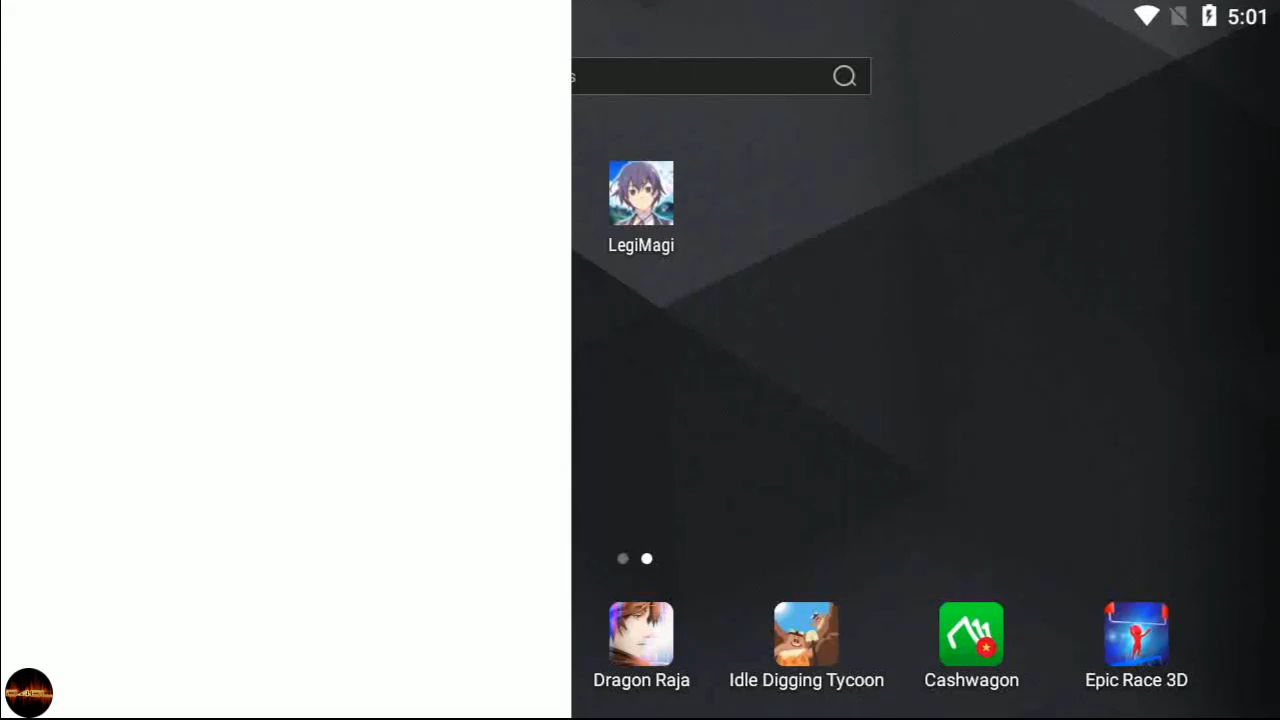 5:01
s
LegiMagi
Dragon Raja
Idle Digging Tycoon
Cashwagon
Epic Race 3D